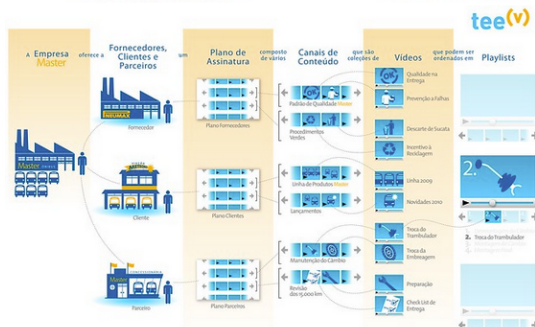 tee(v)
A Empresa
Master
oferece a
Fornecedores,
Clientes e
Parceiros
um
Plano de
Assinatura
composto
de vários
Canais de
Conteúdo
que são
coleções de
Vídeos
que podem ser
ordenados em
Playlists
PNEUMAX
Fornecedor
Plano Fornecedores
Padrão de Qualidade Master
Procedimentos
Verdes
Qualidade na
Entrega
Prevenção a Falhas
Descarte de Sucata
Incentivo à
Reciclagem
Master
Cliente
Plano Clientes
Linha de Produtos Master
Lançamentos
Linha 2009
Novidades 2010
2.
Troca de
Trambulador
Troca da
Embreagem
2. Troca do Trambulador
Master
Parceiro
Plano Parceiros
Manutenção do Câmbio
Revisão
dos 15.000 km
Preparação
Check List de
Entrega